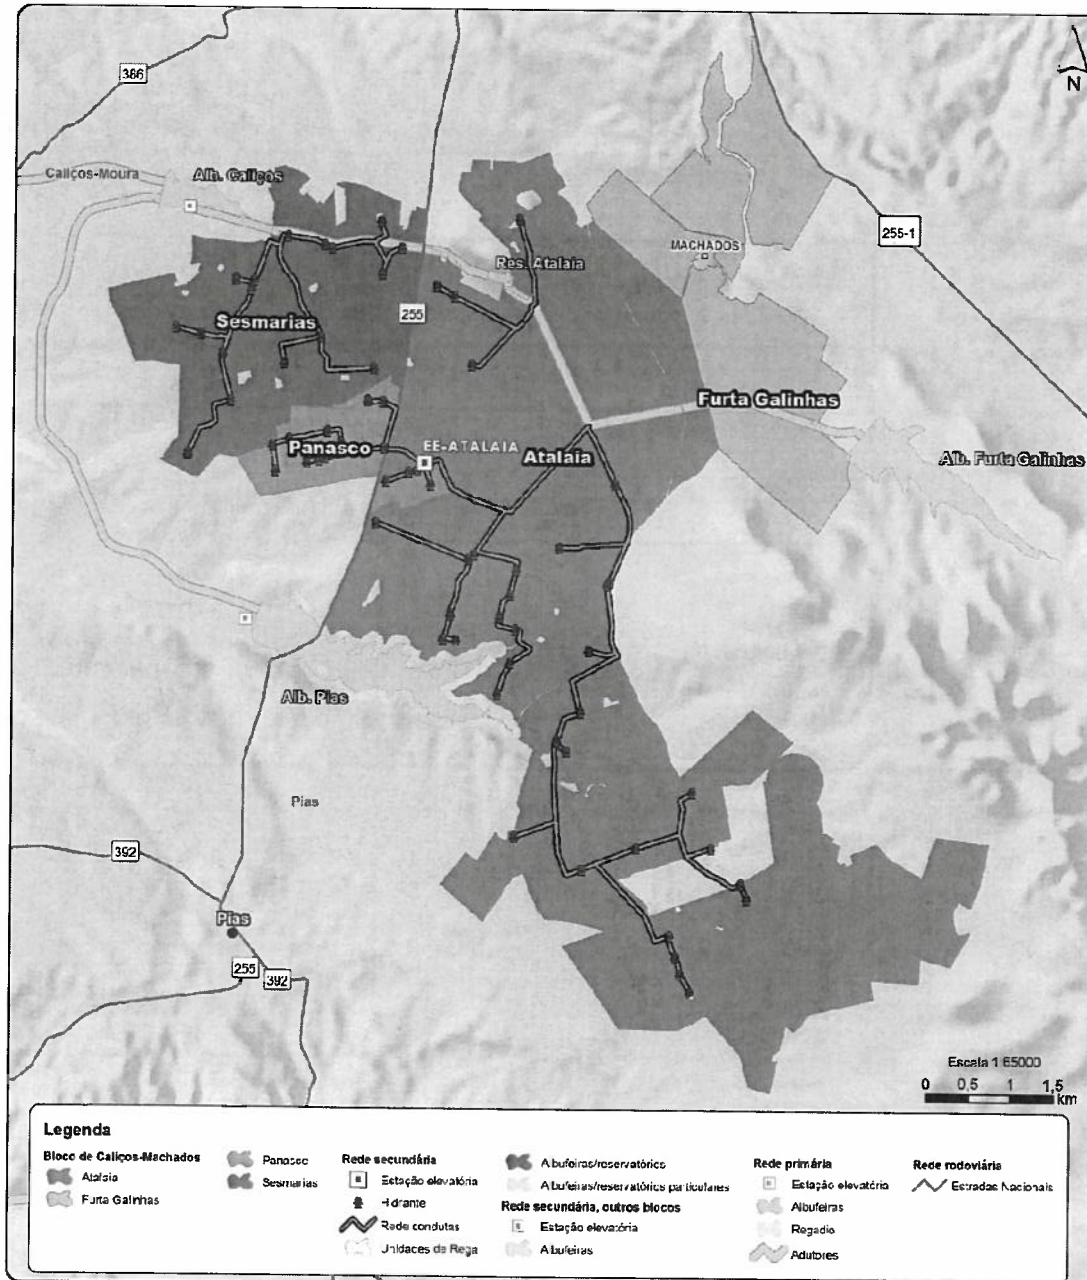 N
386
Caliços-Moura
Alb. Caliços
255-1
MACHADOS
Res. Atalaia
255
Sesmarias
Furta Galinhas
Panasco
EE-ATALAIA
Atalaia
Alb. Furta Galinhas
Alb. Pias
Pias
392
Pias
255
392
Escala 1 65000
0 0,5 1 1,5
km
Legenda
Bloco de Caliços-Machados
Atalaia
Furta Galinhas
Panasco
Sesmarias
Rede secundária
Estação elevatória
Hidrante
Rede condutas
Unidades de Rega
Albufeiras/reservatórios
Albufeiras/reservatórios particulares
Rede secundária, outros blocos
Estação elevatória
Albufeiras
Rede primária
Estação elevatória
Albufeiras
Regadio
Adutores
Rede rodoviária
Estradas Nacionais